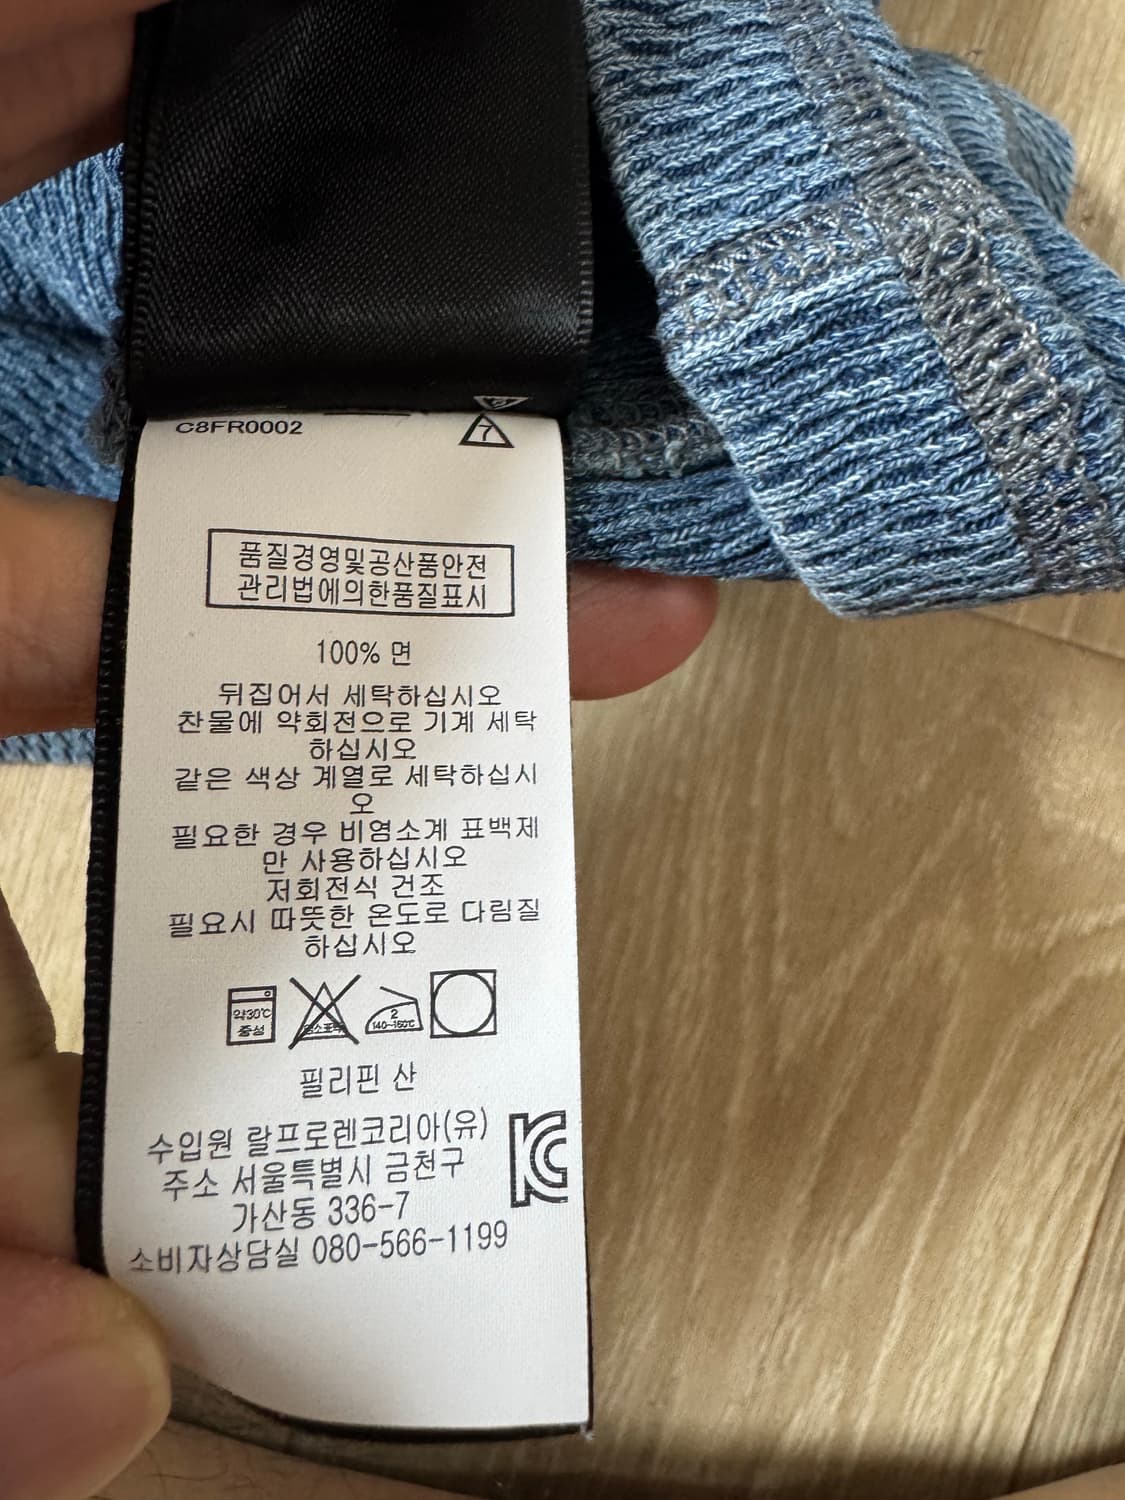 C8FR0002
7
품질경영및공산품안전
관리법에의한품질표시
100% 면
뒤집어서 세탁하십시오
찬물에 약회전으로 기계 세탁
하십시오
같은 색상 계열로 세탁하십시
오
필요한 경우 비염소계 표백제
만 사용하십시오
저회전식 건조
필요시 따뜻한 온도로 다림질
하십시오
약30℃
중성
염소표백
2
140~160℃
필리핀 산
수입원 랄프로렌코리아(유)
주소 서울특별시 금천구
가산동 336-7
소비자상담실 080-566-1199